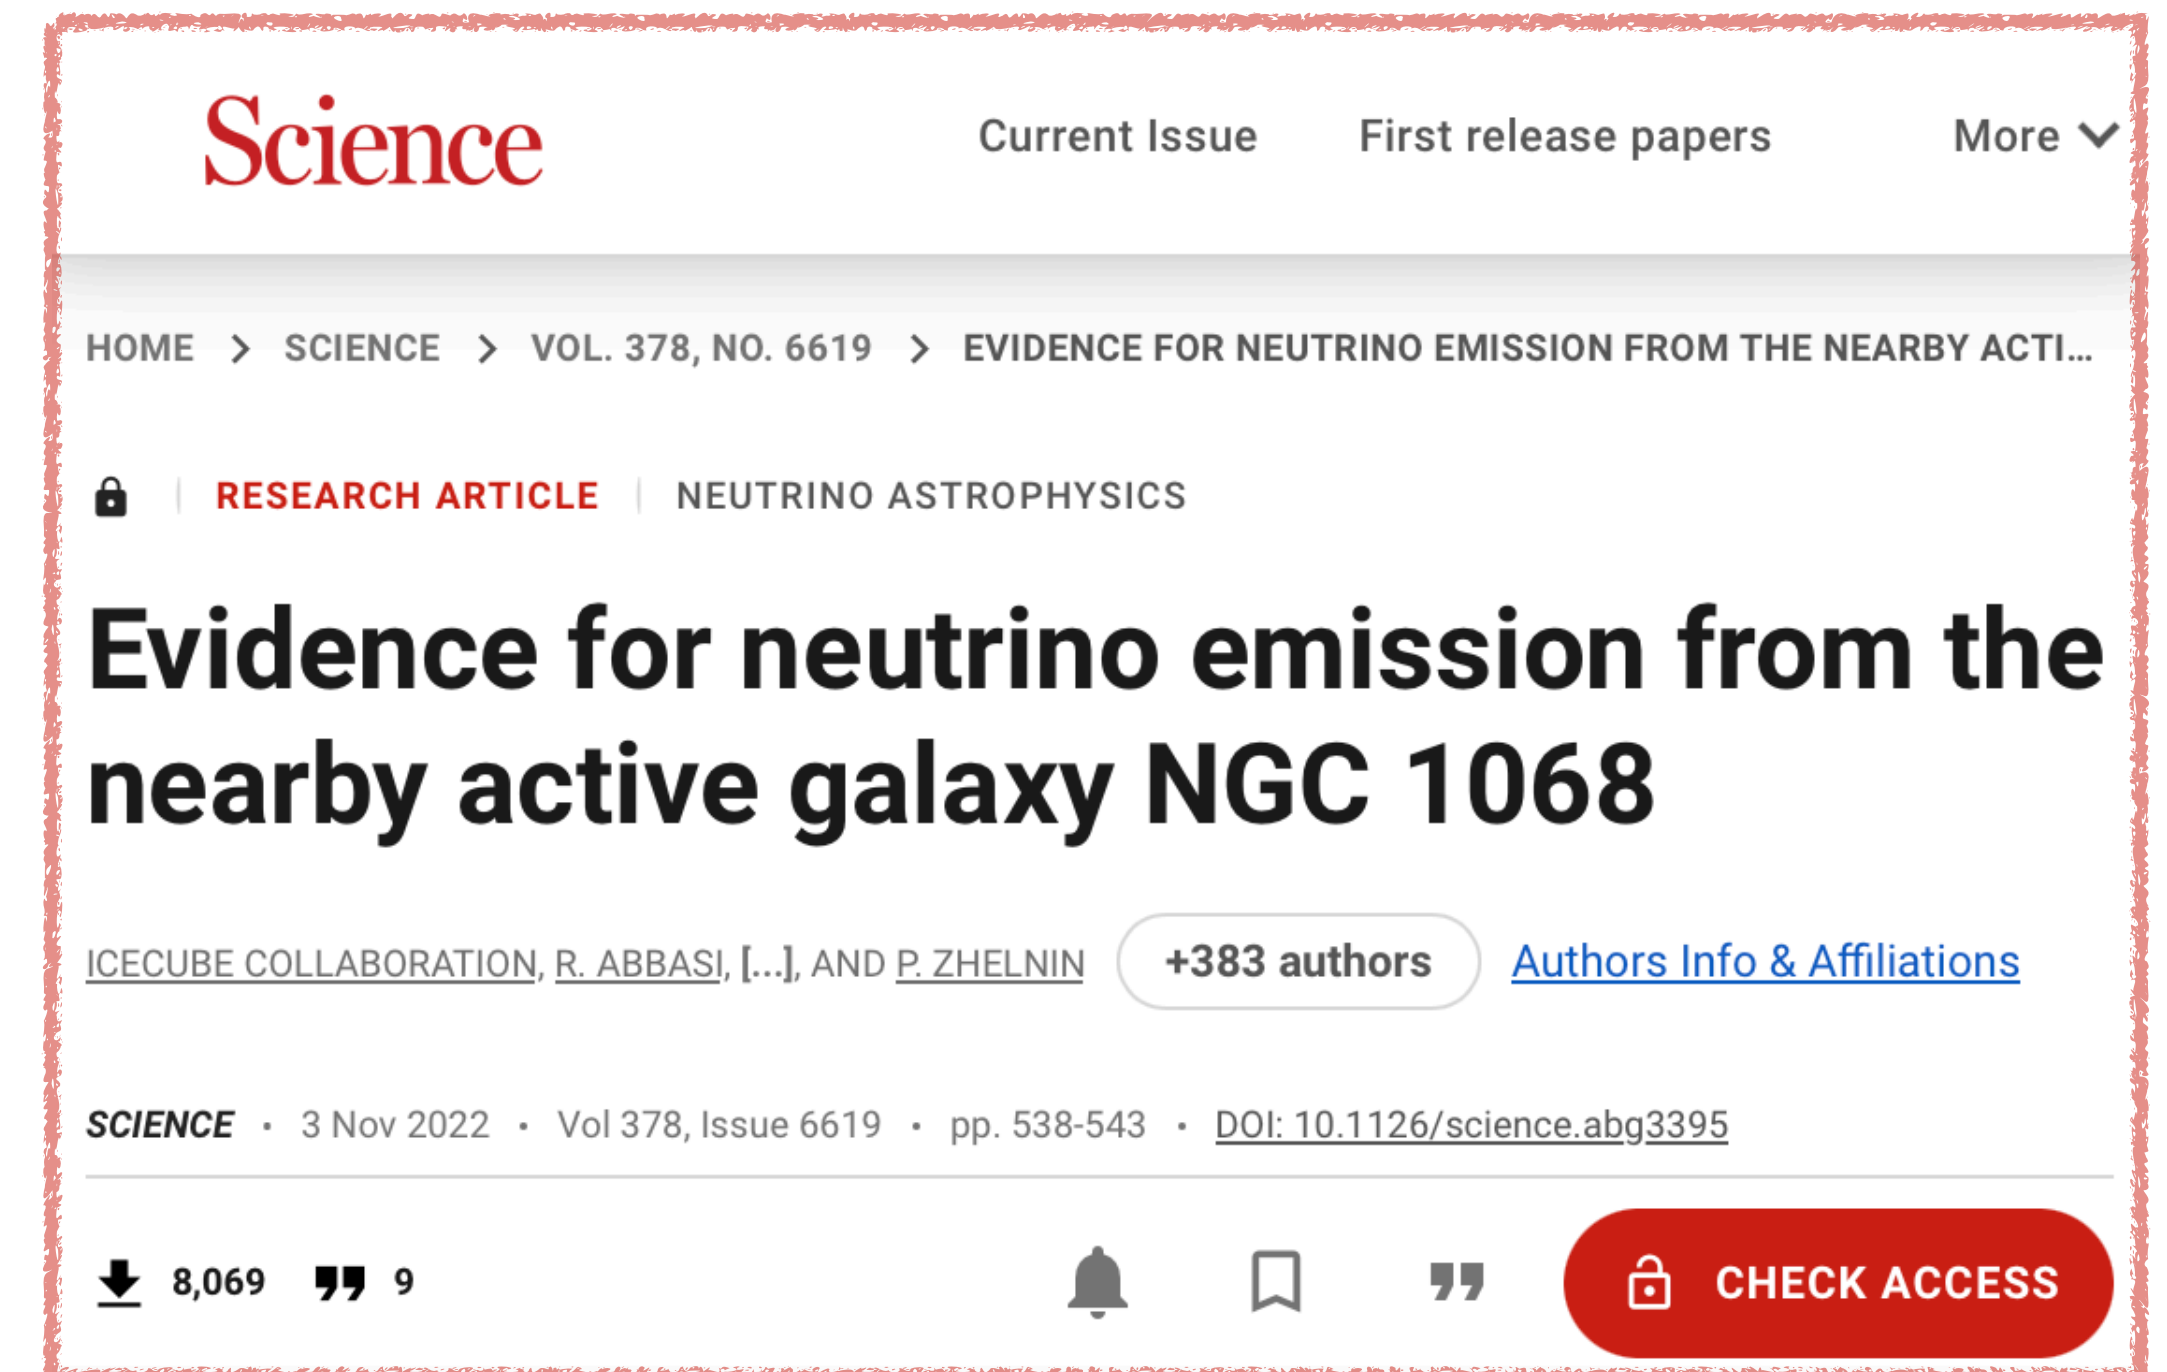 Science
Current Issue First release papers More
HOME > SCIENCE > VOL. 378, NO. 6619 > EVIDENCE FOR NEUTRINO EMISSION FROM THE NEARBY ACTI...
RESEARCH ARTICLE | NEUTRINO ASTROPHYSICS
Evidence for neutrino emission from the
nearby active galaxy NGC 1068
ICECUBE COLLABORATION, R. ABBASI, [...], AND P. ZHELNIN +383 authors Authors Info & Affiliations
SCIENCE • 3 Nov 2022 • Vol 378, Issue 6619 • pp. 538-543 • DOI: 10.1126/science.abg3395
8,069 9 CHECK ACCESS